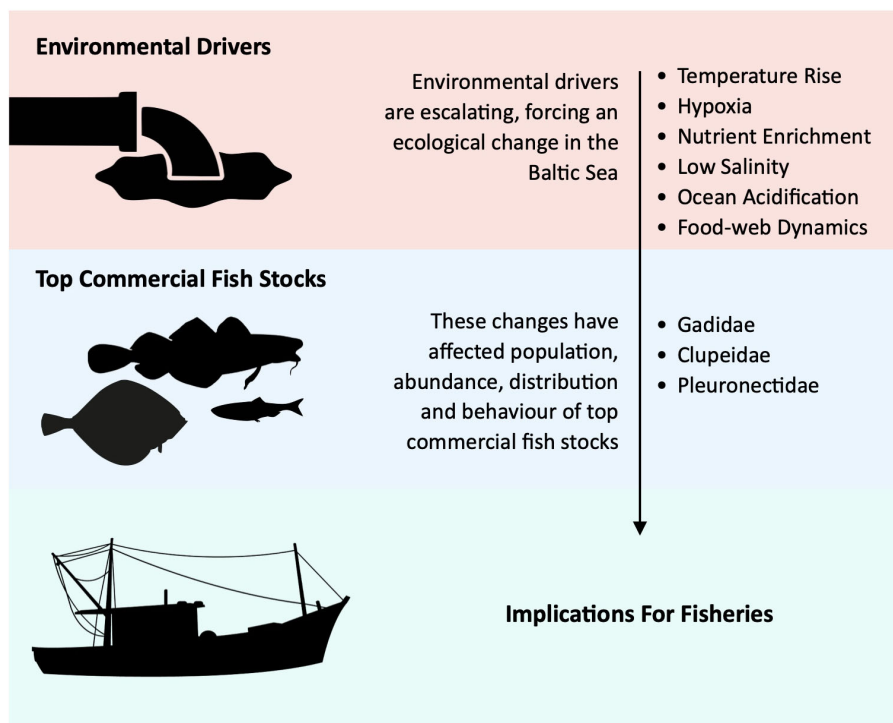 Environmental Drivers
Environmental drivers
are escalating, forcing an
ecological change in the
Baltic Sea
• Temperature Rise
• Hypoxia
• Nutrient Enrichment
• Low Salinity
• Ocean Acidification
• Food-web Dynamics
Top Commercial Fish Stocks
These changes have
affected population,
abundance, distribution
and behaviour of top
commercial fish stocks
• Gadidae
• Clupeidae
• Pleuronectidae
Implications For Fisheries